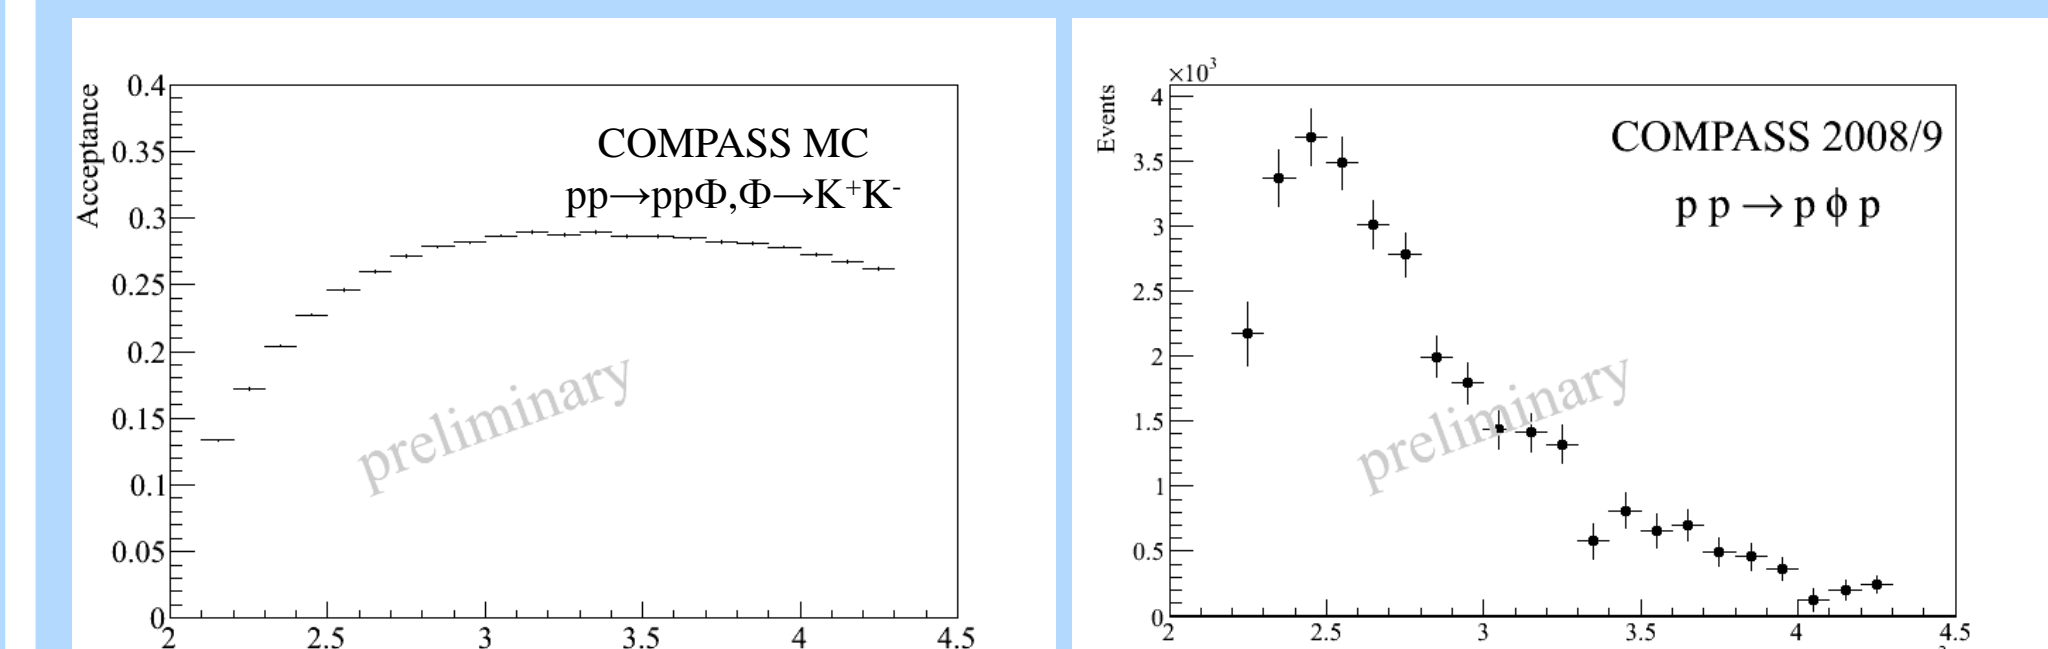 0.4
Acceptance
0.35
0.3
0.25
0.2
0.15
0.1
0.05
0
2 2.5 3 3.5 4 4.5
COMPASS MC
pp→ppΦ,Φ→K⁺K⁻
preliminary
×10³
Events
4
3.5
3
2.5
2
1.5
1
0.5
0
2 2.5 3 3.5 4 4.5
COMPASS 2008/9
p p → p ϕ p
preliminary